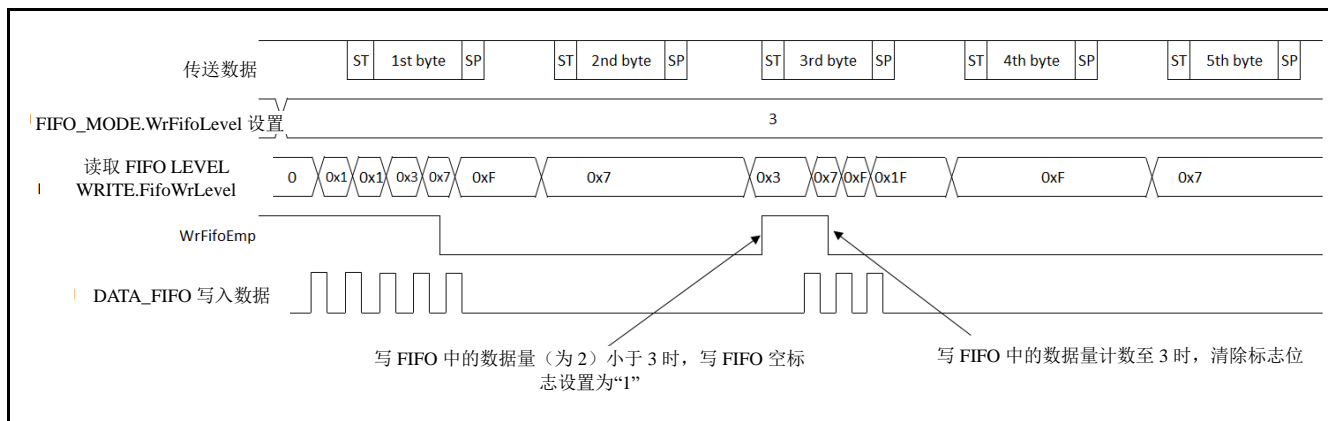 传送数据
ST 1st byte SP ST 2nd byte SP ST 3rd byte SP ST 4th byte SP ST 5th byte SP
FIFO_MODE.WrFifoLevel 设置
3
读取 FIFO LEVEL
WRITE.FifoWrLevel
0 0x1 0x1 0x3 0x7 0xF 0x7 0x3 0x7 0xF 0x1F 0xF 0x7
WrFifoEmp
DATA_FIFO 写入数据
写 FIFO 中的数据量（为 2）小于 3 时，写 FIFO 空标
志设置为“1”
写 FIFO 中的数据量计数至 3 时，清除标志位